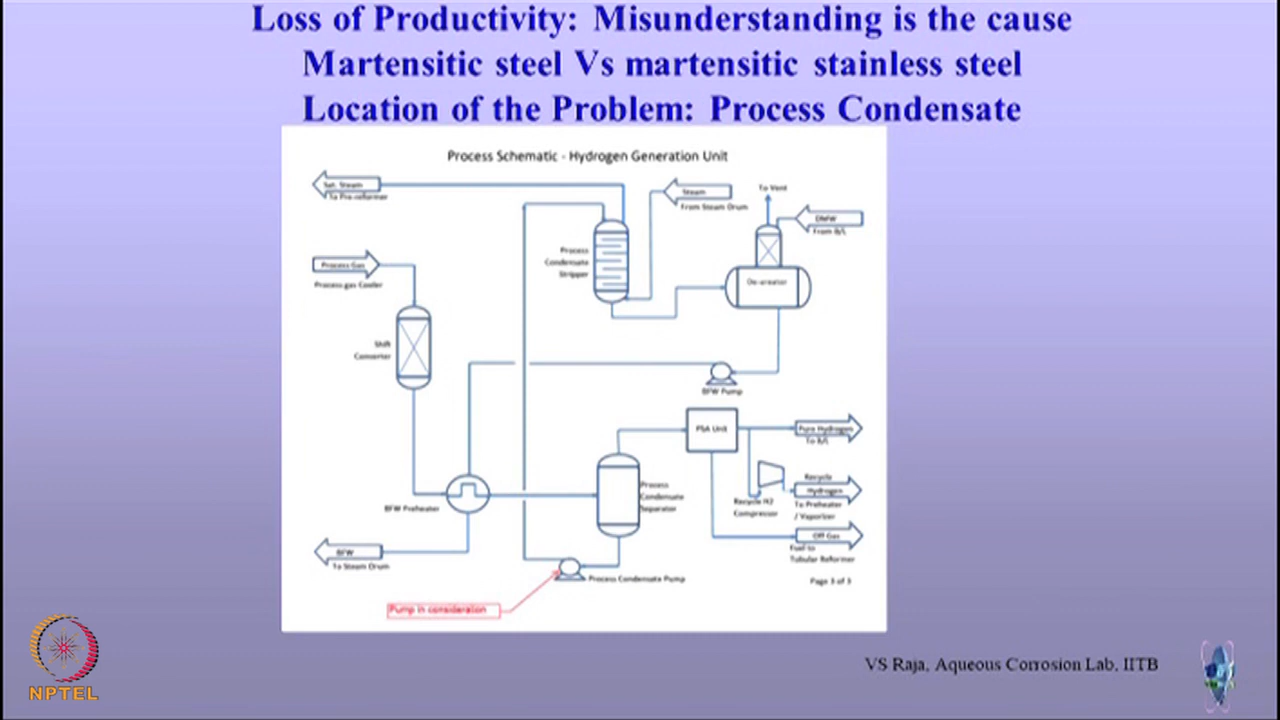 Loss of Productivity: Misunderstanding is the cause
Martensitic steel Vs martensitic stainless steel
Location of the Problem: Process Condensate
Process Schematic - Hydrogen Generation Unit
Sat. Steam
To Pre-reformer
Steam
From Steam Drum
To Vent
DMW
From B/L
Process
Condensate
Stripper
De-areator
Process Gas
Process gas Cooler
Shift
Converter
BFW Pump
PSA Unit
Pure Hydrogen
To B/L
Process
Condensate
Separator
Recycle H2
Compressor
Recycle
Hydrogen
To Preheater
/ Vaporizer
BFW Preheater
Off Gas
Fuel to
Tubular Reformer
BFW
To Steam Drum
Process Condensate Pump
Page 3 of 3
Pump in consideration
VS Raja, Aqueous Corrosion Lab, IITB
NPTEL